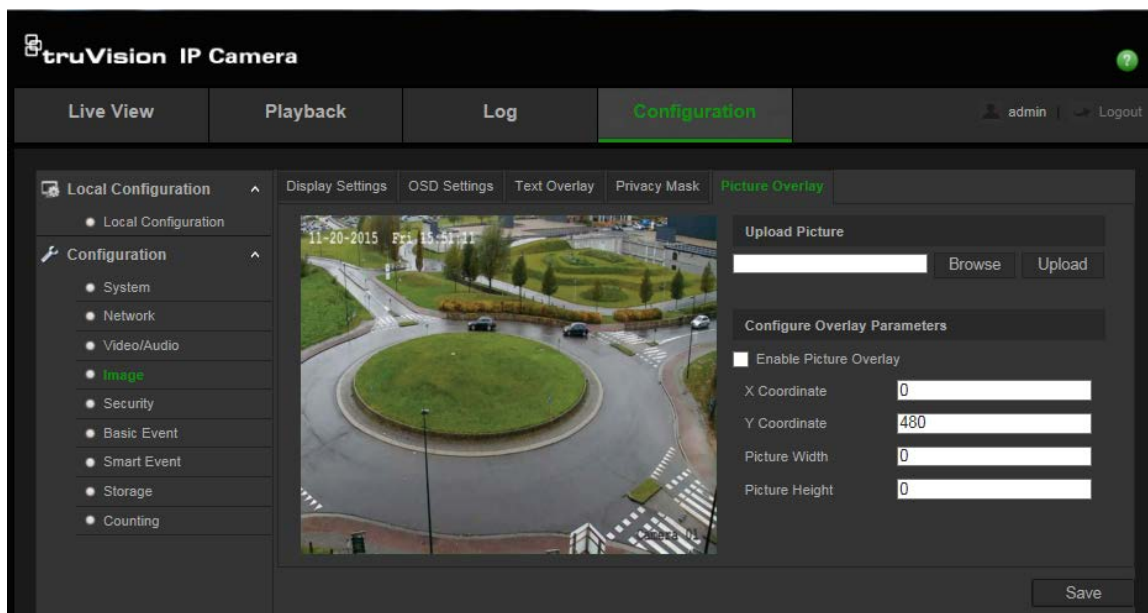 truVision IP Camera
?
Live View
Playback
Log
Configuration
admin | Logout
Local Configuration
Local Configuration
Configuration
System
Network
Video/Audio
Image
Security
Basic Event
Smart Event
Storage
Counting
Display Settings
OSD Settings
Text Overlay
Privacy Mask
Picture Overlay
11-20-2015 Fri 15:51:11
Camera 01
Upload Picture
Browse
Upload
Configure Overlay Parameters
Enable Picture Overlay
X Coordinate 0
Y Coordinate 480
Picture Width 0
Picture Height 0
Save